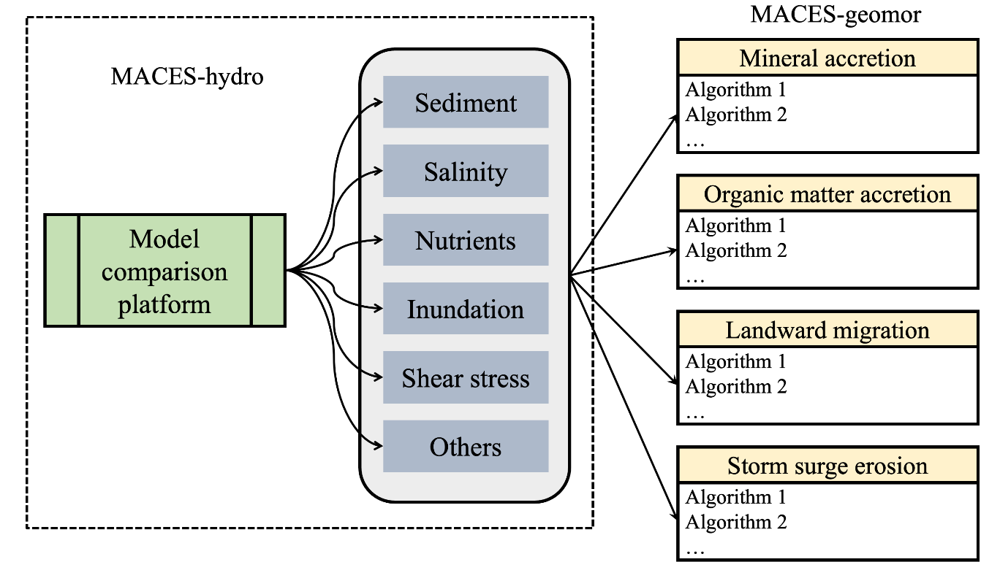 MACES-hydro
Model
comparison
platform
Sediment
Salinity
Nutrients
Inundation
Shear stress
Others
MACES-geomor
Mineral accretion
Algorithm 1
Algorithm 2
…
Organic matter accretion
Algorithm 1
Algorithm 2
…
Landward migration
Algorithm 1
Algorithm 2
…
Storm surge erosion
Algorithm 1
Algorithm 2
…